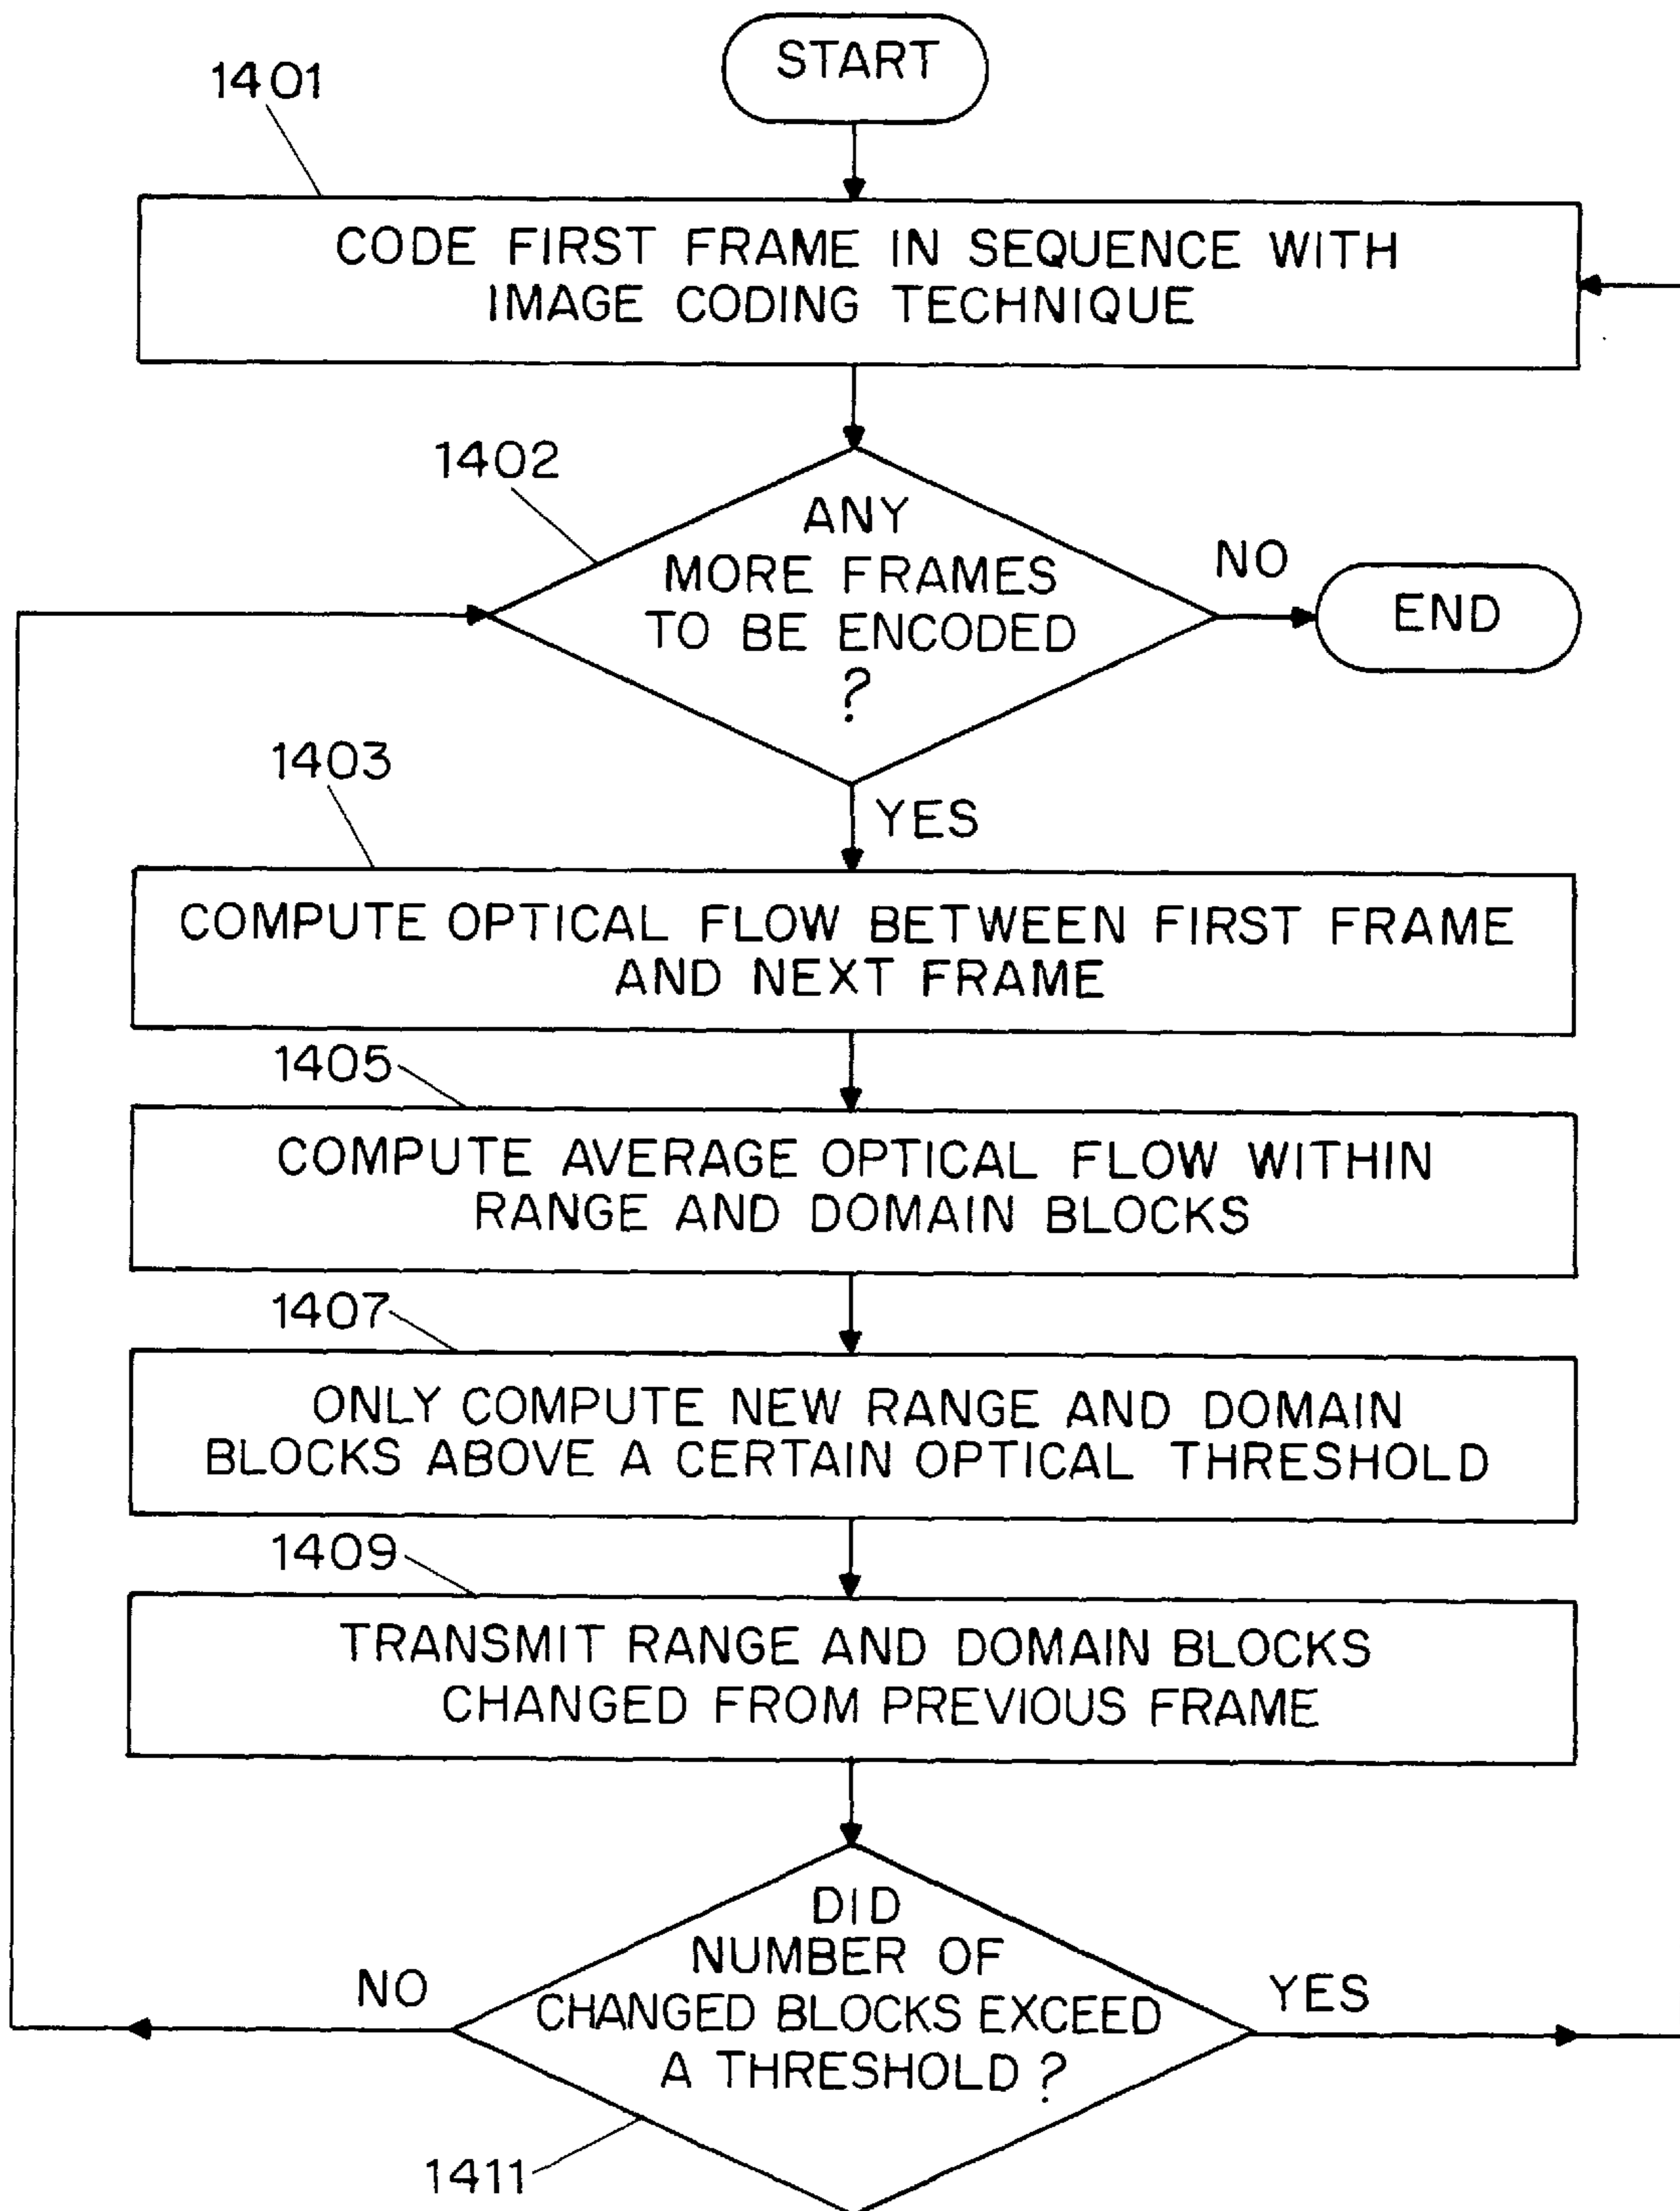 START
1401
CODE FIRST FRAME IN SEQUENCE WITH
IMAGE CODING TECHNIQUE
1402
ANY
MORE FRAMES
TO BE ENCODED
?
NO
END
YES
1403
COMPUTE OPTICAL FLOW BETWEEN FIRST FRAME
AND NEXT FRAME
1405
COMPUTE AVERAGE OPTICAL FLOW WITHIN
RANGE AND DOMAIN BLOCKS
1407
ONLY COMPUTE NEW RANGE AND DOMAIN
BLOCKS ABOVE A CERTAIN OPTICAL THRESHOLD
1409
TRANSMIT RANGE AND DOMAIN BLOCKS
CHANGED FROM PREVIOUS FRAME
DID
NUMBER OF
CHANGED BLOCKS EXCEED
A THRESHOLD ?
NO
YES
1411